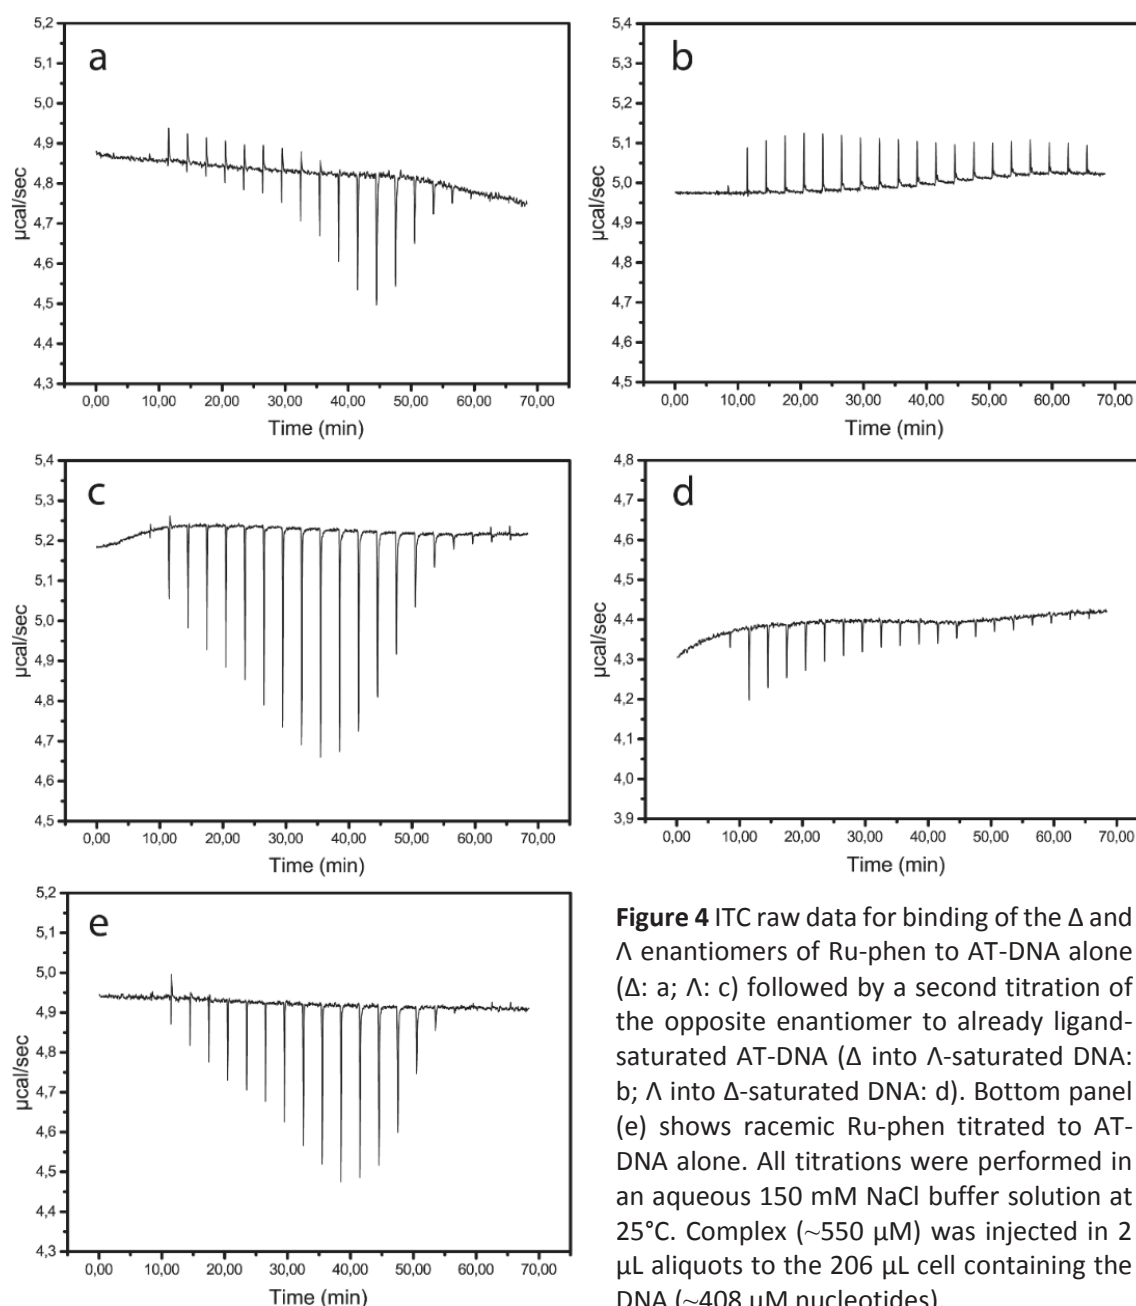 a
5,2
5,1
5,0
4,9
4,8
4,7
4,6
4,5
4,4
4,3
µcal/sec
0,00 10,00 20,00 30,00 40,00 50,00 60,00 70,00
Time (min)
b
5,4
5,3
5,2
5,1
5,0
4,9
4,8
4,7
4,6
4,5
µcal/sec
0,00 10,00 20,00 30,00 40,00 50,00 60,00 70,00
Time (min)
c
5,4
5,3
5,2
5,1
5,0
4,9
4,8
4,7
4,6
4,5
µcal/sec
0,00 10,00 20,00 30,00 40,00 50,00 60,00 70,00
Time (min)
d
4,8
4,7
4,6
4,5
4,4
4,3
4,2
4,1
4,0
3,9
µcal/sec
0,00 10,00 20,00 30,00 40,00 50,00 60,00 70,00
Time (min)
e
5,2
5,1
5,0
4,9
4,8
4,7
4,6
4,5
4,4
4,3
µcal/sec
0,00 10,00 20,00 30,00 40,00 50,00 60,00 70,00
Time (min)
Figure 4 ITC raw data for binding of the Δ and
Λ enantiomers of Ru-phen to AT-DNA alone
(Δ: a; Λ: c) followed by a second titration of
the opposite enantiomer to already ligand-
saturated AT-DNA (Δ into Λ-saturated DNA:
b; Λ into Δ-saturated DNA: d). Bottom panel
(e) shows racemic Ru-phen titrated to AT-
DNA alone. All titrations were performed in
an aqueous 150 mM NaCl buffer solution at
25°C. Complex (~550 µM) was injected in 2
µL aliquots to the 206 µL cell containing the
DNA (~408 µM nucleotides)